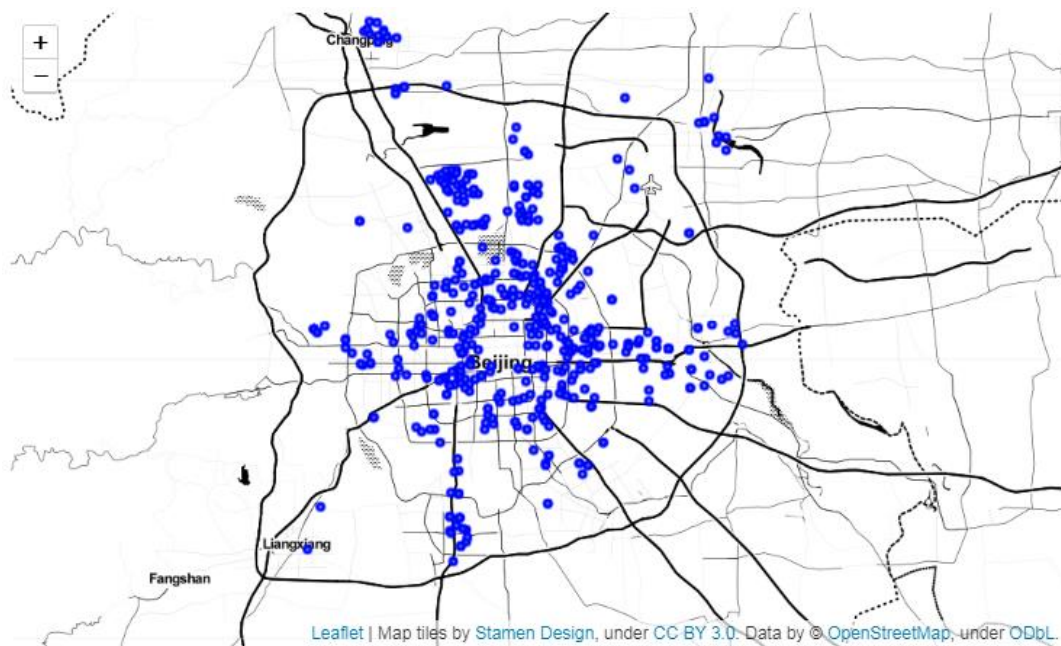 +
−
Changping
Beijing
Liangxiang
Fangshan
Leaflet | Map tiles by Stamen Design, under CC BY 3.0. Data by © OpenStreetMap, under ODbL.